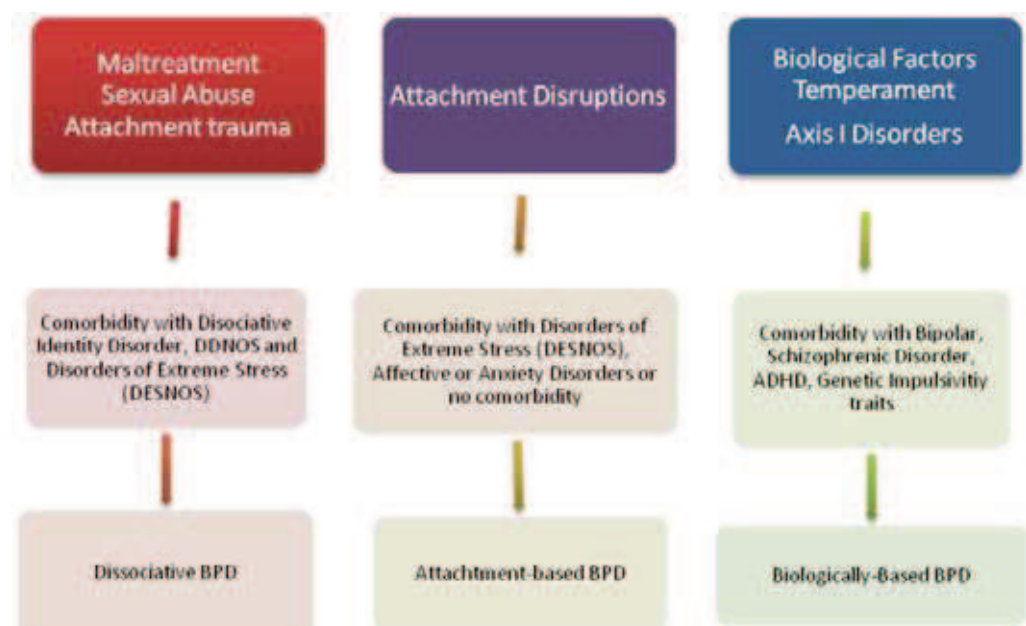 Maltreatment
Sexual Abuse
Attachment trauma
Attachment Disruptions
Biological Factors
Temperament
Axis I Disorders
Comorbidity with Disociative
Identity Disorder, DDNOS and
Disorders of Extreme Stress
(DESNOS)
Comorbidity with Disorders of
Extreme Stress (DESNOS),
Affective or Anxiety Disorders or
no comorbidity
Comorbidity with Bipolar,
Schizophrenic Disorder,
ADHD, Genetic Impulsivitiy
traits
Dissociative BPD
Attachtment-based BPD
Biologically-Based BPD